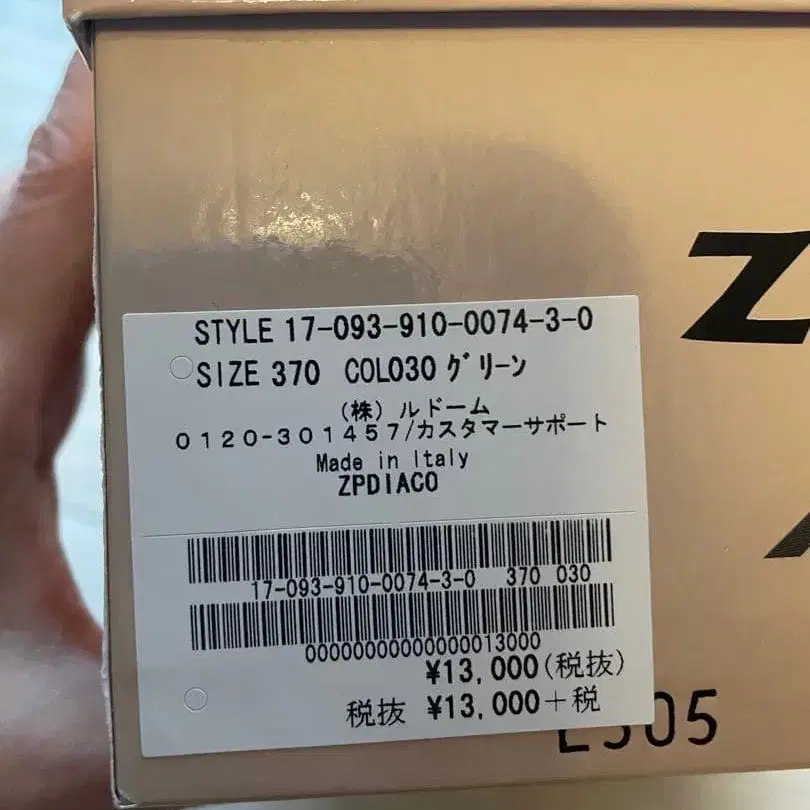 STYLE 17-093-910-0074-3-0
SIZE 370 COL030 グリーン
(株) ルドーム
0120-301457/カスタマーサポート
Made in Italy
ZPDIACO
17-093-910-0074-3-0 370 030
00000000000000013000
¥13,000(税抜)
税抜 ¥13,000+税